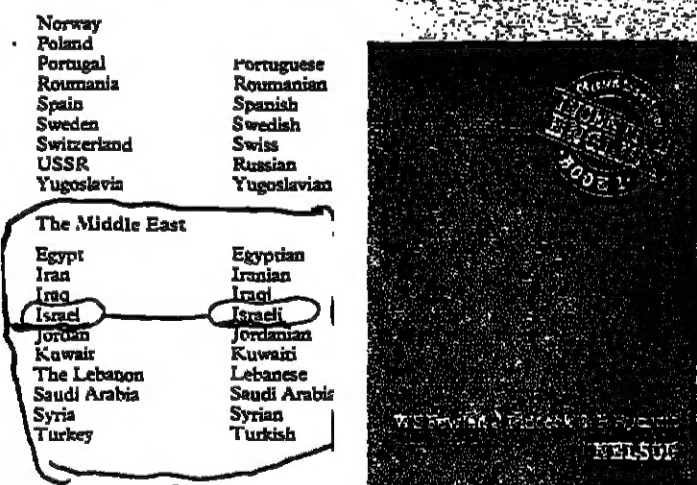 Norway
Poland
Portugal Portuguese
Roumania Roumanian
Spain Spanish
Sweden Swedish
Switzerland Swiss
USSR Russian
Yugoslavia Yugoslavian
The Middle East
Egypt Egyptian
Iran Iranian
Iraq Iraqi
Israel Israeli
Jordan Jordanian
Kuwait Kuwaiti
The Lebanon Lebanese
Saudi Arabia Saudi Arabia
Syria Syrian
Turkey Turkish